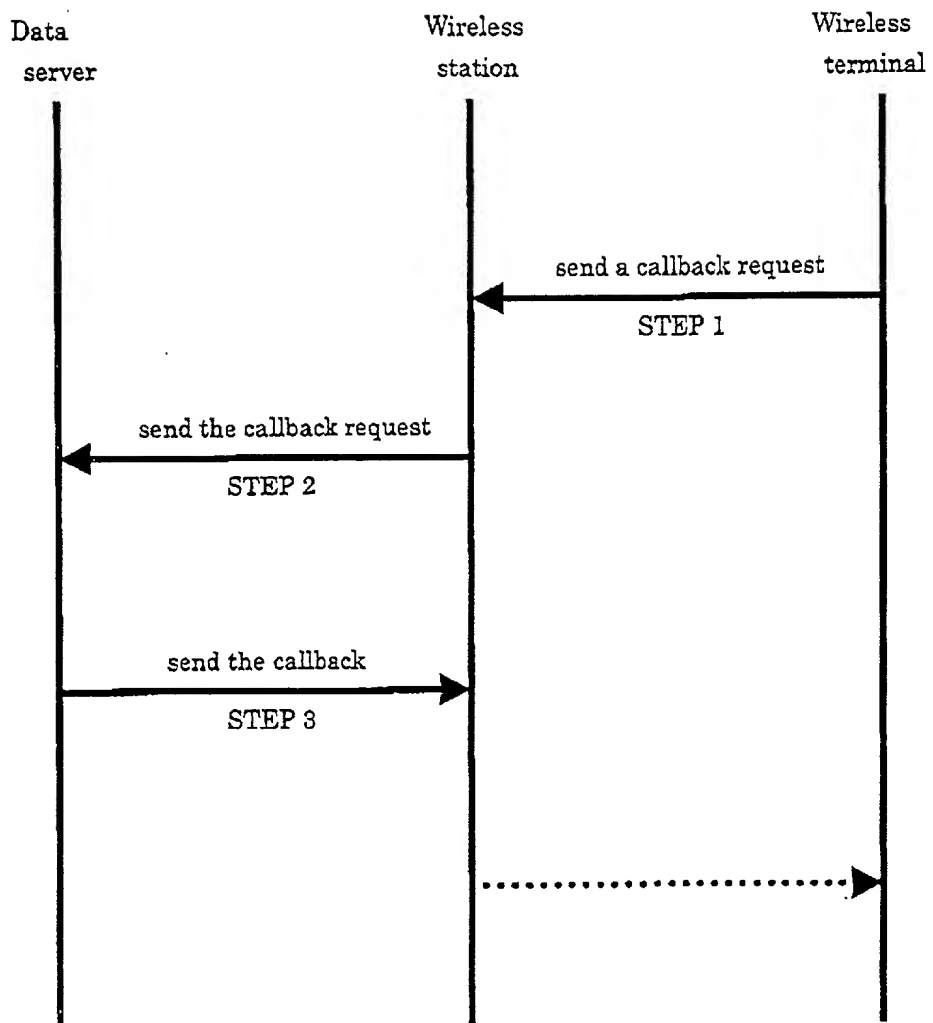 Data
server
Wireless
station
Wireless
terminal
send a callback request
STEP 1
send the callback request
STEP 2
send the callback
STEP 3